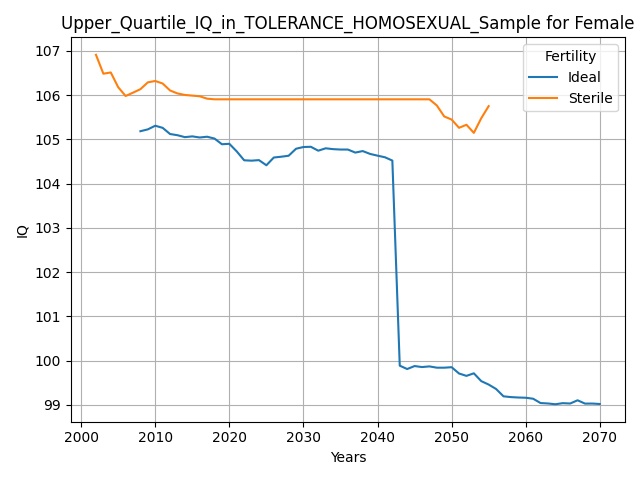 Upper_Quartile_IQ_in_TOLERANCE_HOMOSEXUAL_Sample for Female
107
106
105
104
103
102
101
100
99
IQ
Fertility
Ideal
Sterile
2000 2010 2020 2030 2040 2050 2060 2070
Years